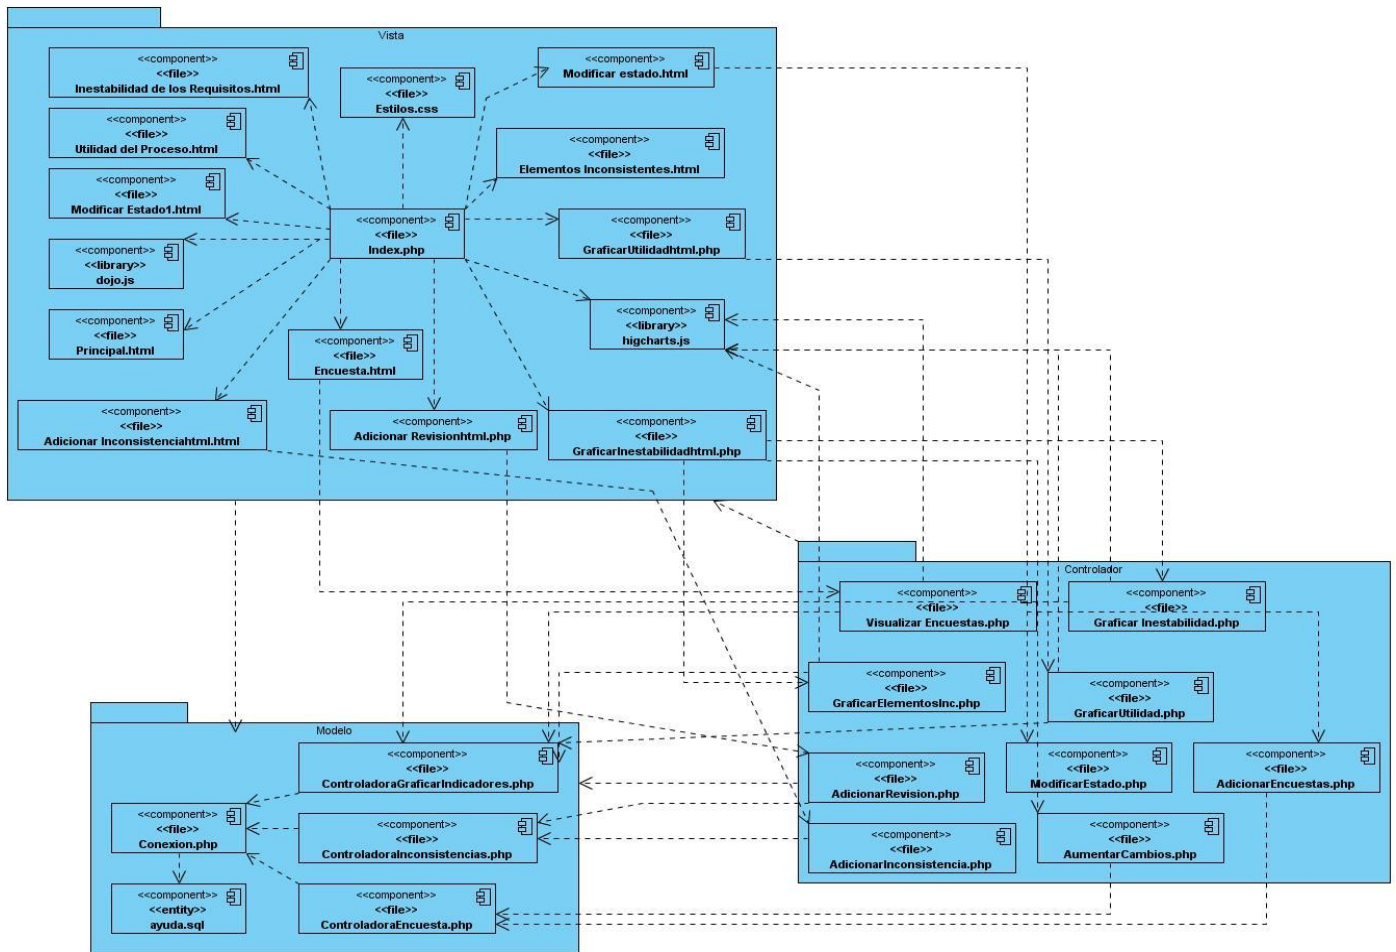 Vista
<<component>>
<<file>>
Inestabilidad de los Requisitos.html
<<component>>
<<file>>
Estilos.css
<<component>>
<<file>>
Modificar estado.html
<<component>>
<<file>>
Utilidad del Proceso.html
<<component>>
<<file>>
Elementos Inconsistentes.html
<<component>>
<<file>>
Modificar Estado1.html
<<component>>
<<file>>
Index.php
<<component>>
<<file>>
GraficarUtilidadhtml.php
<<component>>
<<library>>
dojo.js
<<component>>
<<library>>
higcharts.js
<<component>>
<<file>>
Principal.html
<<component>>
<<file>>
Encuesta.html
<<component>>
<<file>>
Adicionar Inconsistenciahtml.html
<<component>>
<<file>>
Adicionar Revisionhtml.php
<<component>>
<<file>>
GraficarInestabilidadhtml.php
Controlador
<<component>>
<<file>>
Visualizar Encuestas.php
<<component>>
<<file>>
Graficar Inestabilidad.php
<<component>>
<<file>>
GraficarElementosInc.php
<<component>>
<<file>>
GraficarUtilidad.php
<<component>>
<<file>>
AdicionarRevision.php
<<component>>
<<file>>
ModificarEstado.php
<<component>>
<<file>>
AdicionarEncuestas.php
<<component>>
<<file>>
AdicionarInconsistencia.php
<<component>>
<<file>>
AumentarCambios.php
Modelo
<<component>>
<<file>>
ControladoraGraficarIndicadores.php
<<component>>
<<file>>
Conexion.php
<<component>>
<<file>>
ControladoraInconsistencias.php
<<component>>
<<entity>>
ayuda.sql
<<component>>
<<file>>
ControladoraEncuesta.php